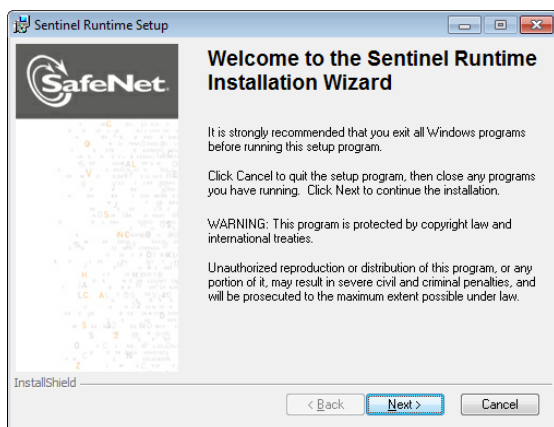 Sentinel Runtime Setup
SafeNet.
Welcome to the Sentinel Runtime
Installation Wizard
It is strongly recommended that you exit all Windows programs
before running this setup program.
Click Cancel to quit the setup program, then close any programs
you have running. Click Next to continue the installation.
WARNING: This program is protected by copyright law and
international treaties.
Unauthorized reproduction or distribution of this program, or any
portion of it, may result in severe civil and criminal penalties, and
will be prosecuted to the maximum extent possible under law.
InstallShield
< Back
Next >
Cancel